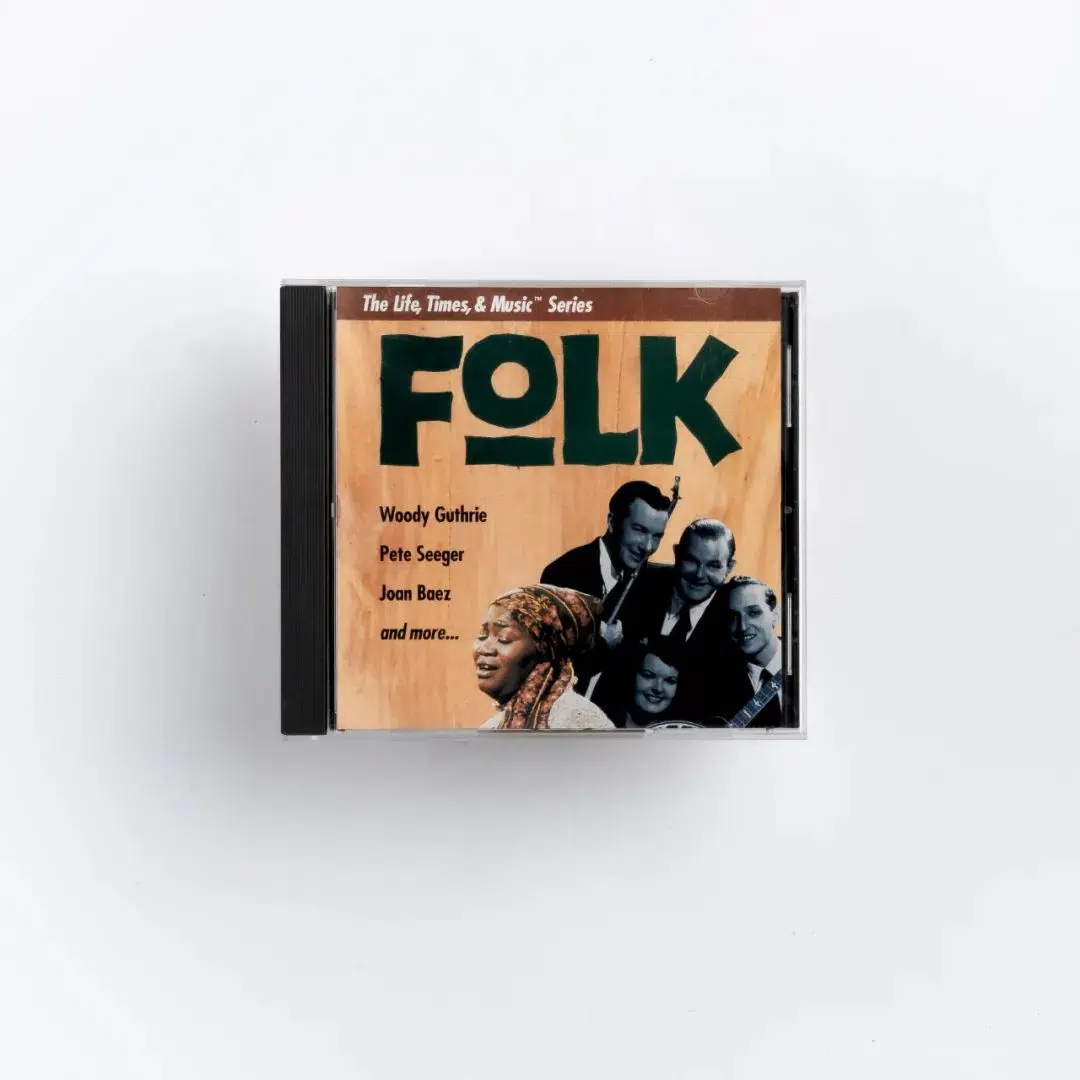 The Life, Times, & Music™ Series
FOLK
Woody Guthrie
Pete Seeger
Joan Baez
and more...